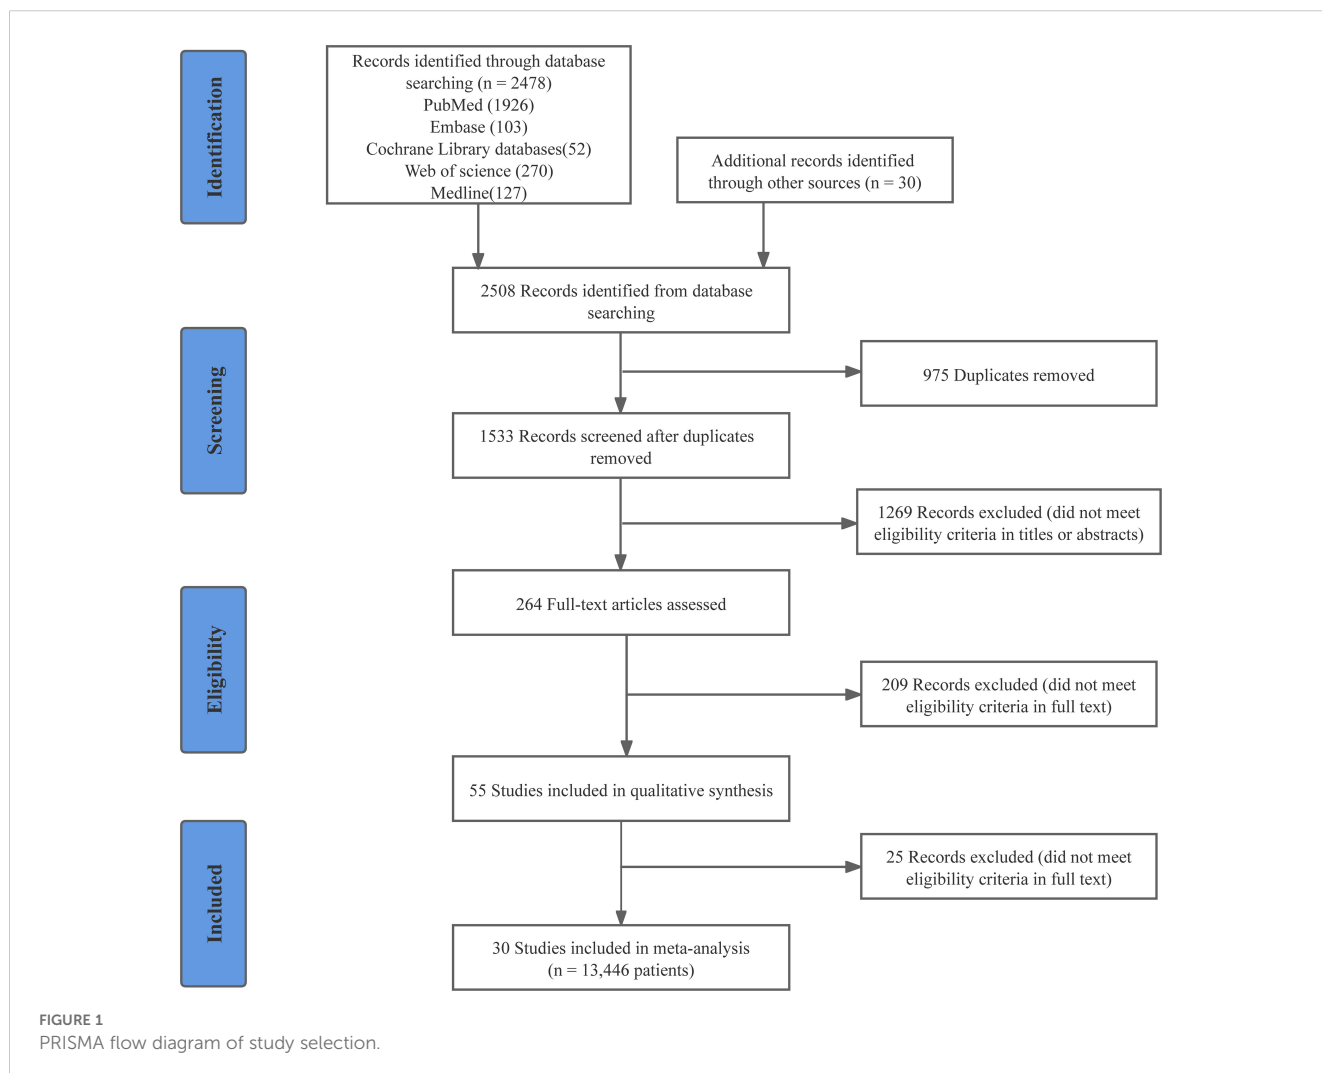 Identification
Records identified through database
searching (n = 2478)
PubMed (1926)
Embase (103)
Cochrane Library databases(52)
Web of science (270)
Medline(127)
Additional records identified
through other sources (n = 30)
2508 Records identified from database
searching
Screening
975 Duplicates removed
1533 Records screened after duplicates
removed
1269 Records excluded (did not meet
eligibility criteria in titles or abstracts)
Eligibility
264 Full-text articles assessed
209 Records excluded (did not meet
eligibility criteria in full text)
55 Studies included in qualitative synthesis
Included
25 Records excluded (did not meet
eligibility criteria in full text)
30 Studies included in meta-analysis
(n = 13,446 patients)
FIGURE 1
PRISMA flow diagram of study selection.